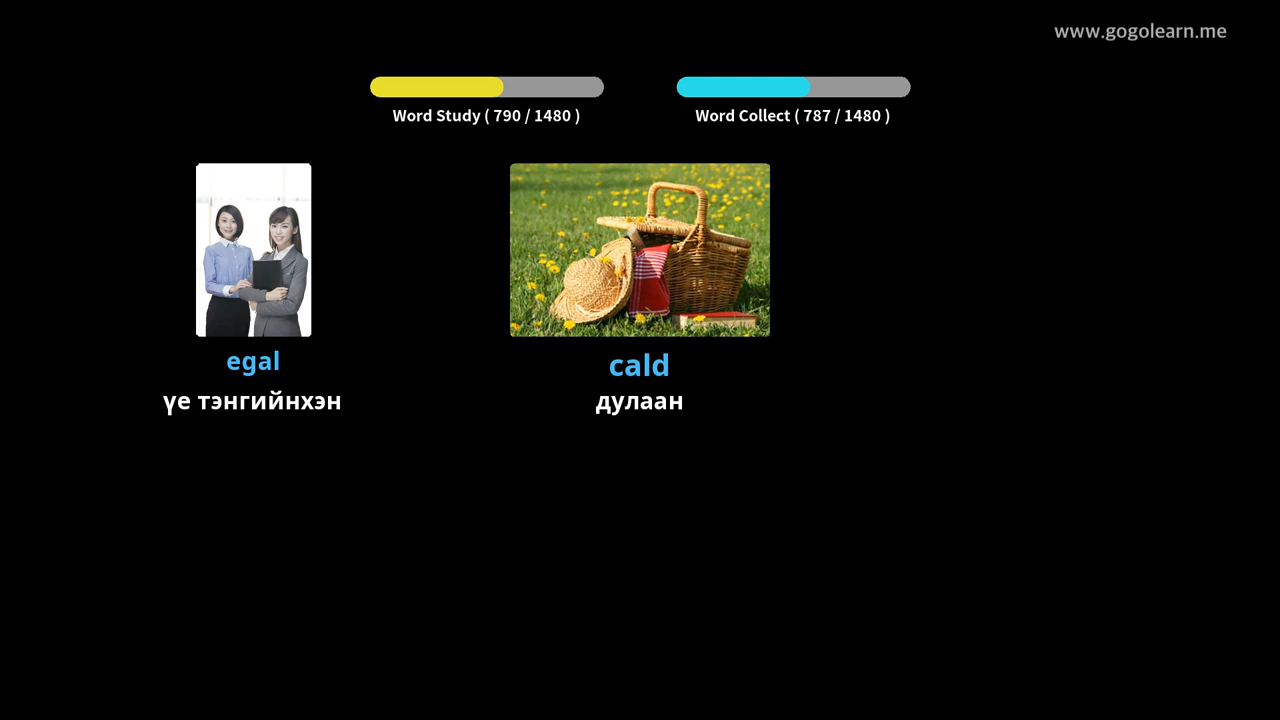 www.gogolearn.me
Word Study ( 790 / 1480 )
Word Collect ( 787 / 1480 )
egal
үе тэнгийнхэн
cald
дулаан